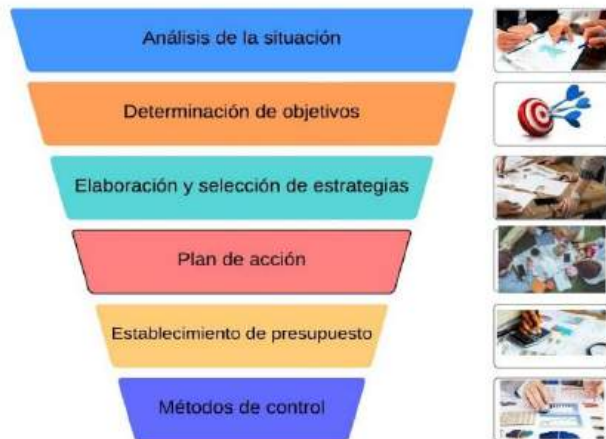 Análisis de la situación
Determinación de objetivos
Elaboración y selección de estrategias
Plan de acción
Establecimiento de presupuesto
Métodos de control